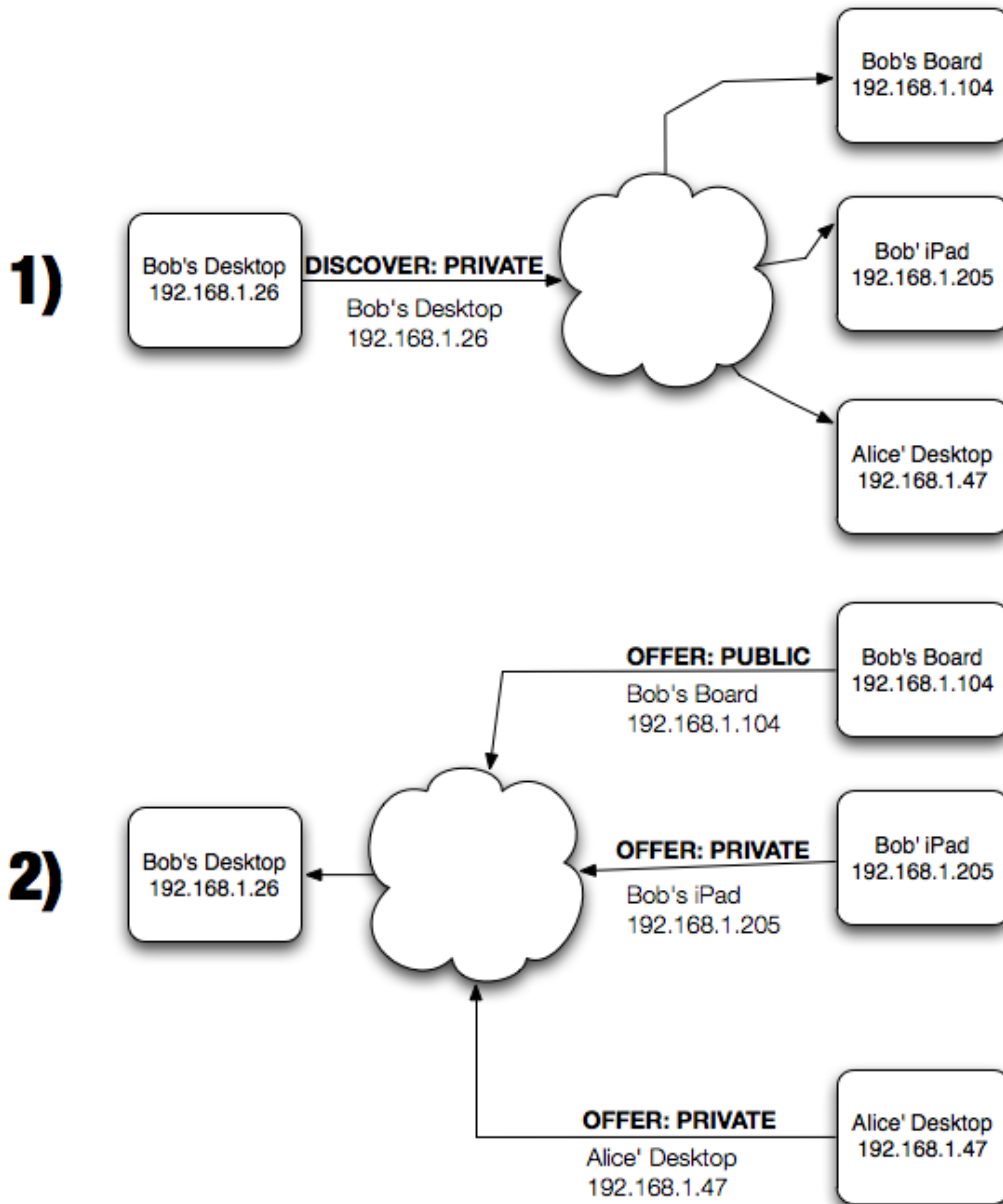 Bob's Board
192.168.1.104
1)
Bob's Desktop
192.168.1.26
DISCOVER: PRIVATE
Bob's Desktop
192.168.1.26
Bob' iPad
192.168.1.205
Alice' Desktop
192.168.1.47
2)
OFFER: PUBLIC
Bob's Board
192.168.1.104
Bob's Board
192.168.1.104
Bob's Desktop
192.168.1.26
OFFER: PRIVATE
Bob's iPad
192.168.1.205
Bob' iPad
192.168.1.205
OFFER: PRIVATE
Alice' Desktop
192.168.1.47
Alice' Desktop
192.168.1.47